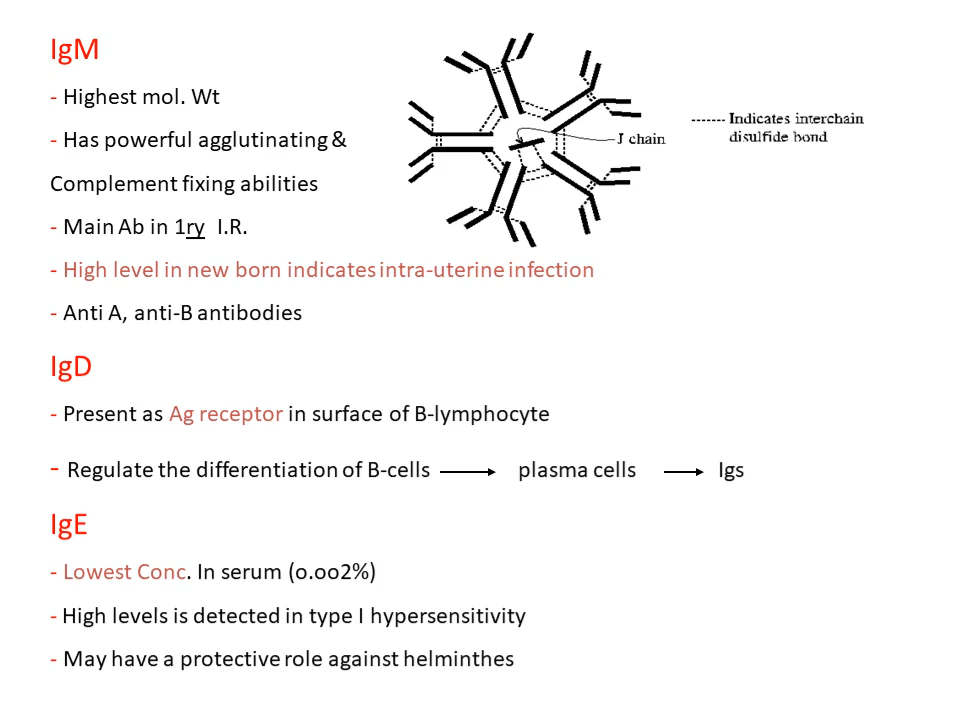 IgM
- Highest mol. Wt
- Has powerful agglutinating &
Complement fixing abilities
- Main Ab in 1ry I.R.
- High level in new born indicates intra-uterine infection
- Anti A, anti-B antibodies
J chain
Indicates interchain
disulfide bond
IgD
- Present as Ag receptor in surface of B-lymphocyte
- Regulate the differentiation of B-cells → plasma cells → Igs
IgE
- Lowest Conc. In serum (o.oo2%)
- High levels is detected in type I hypersensitivity
- May have a protective role against helminthes